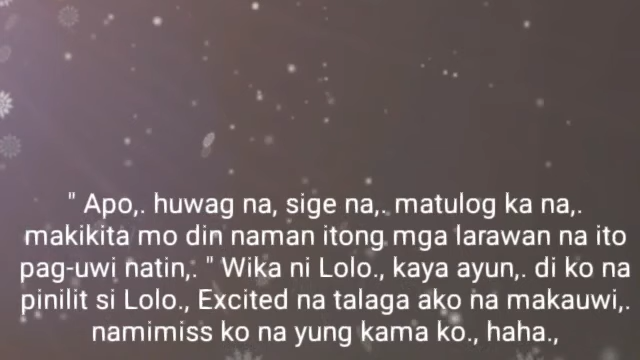 " Apo,. huwag na, sige na,. matulog ka na,.
makikita mo din naman itong mga larawan na ito
pag-uwi natin,. " Wika ni Lolo., kaya ayun,. di ko na
pinilit si Lolo., Excited na talaga ako na makauwi,.
namimiss ko na yung kama ko., haha.,